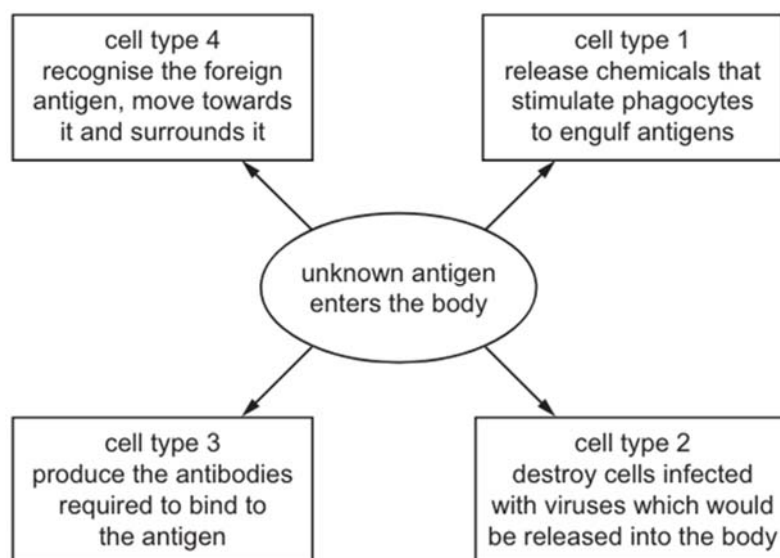 cell type 4
recognise the foreign
antigen, move towards
it and surrounds it
cell type 1
release chemicals that
stimulate phagocytes
to engulf antigens
unknown antigen
enters the body
cell type 3
produce the antibodies
required to bind to
the antigen
cell type 2
destroy cells infected
with viruses which would
be released into the body